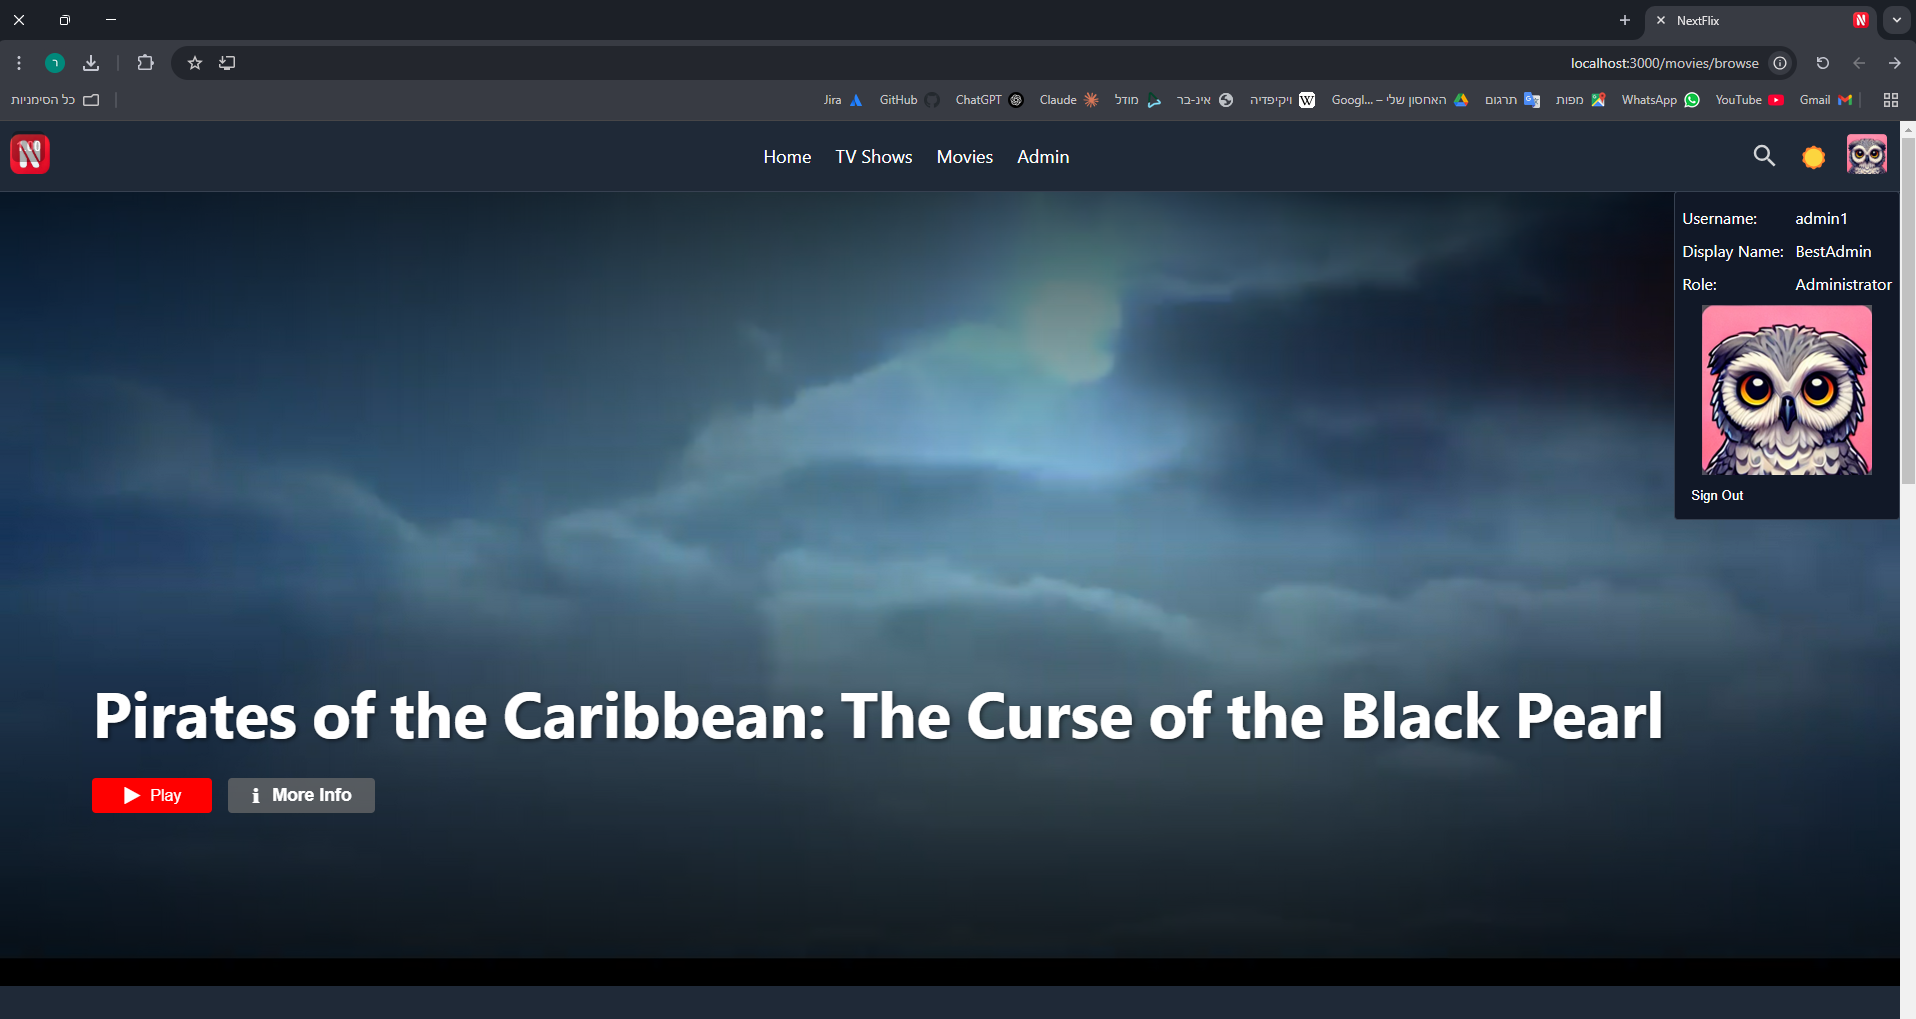 NextFlix
localhost:3000/movies/browse
כל הסימניות
Jira
GitHub
ChatGPT
Claude
מודל
אינ-בר
ויקיפדיה
האחסון שלי – Googl...
תרגום
מפות
WhatsApp
YouTube
Gmail
Home
TV Shows
Movies
Admin
Username: admin1
Display Name: BestAdmin
Role: Administrator
Sign Out
Pirates of the Caribbean: The Curse of the Black Pearl
Play
More Info